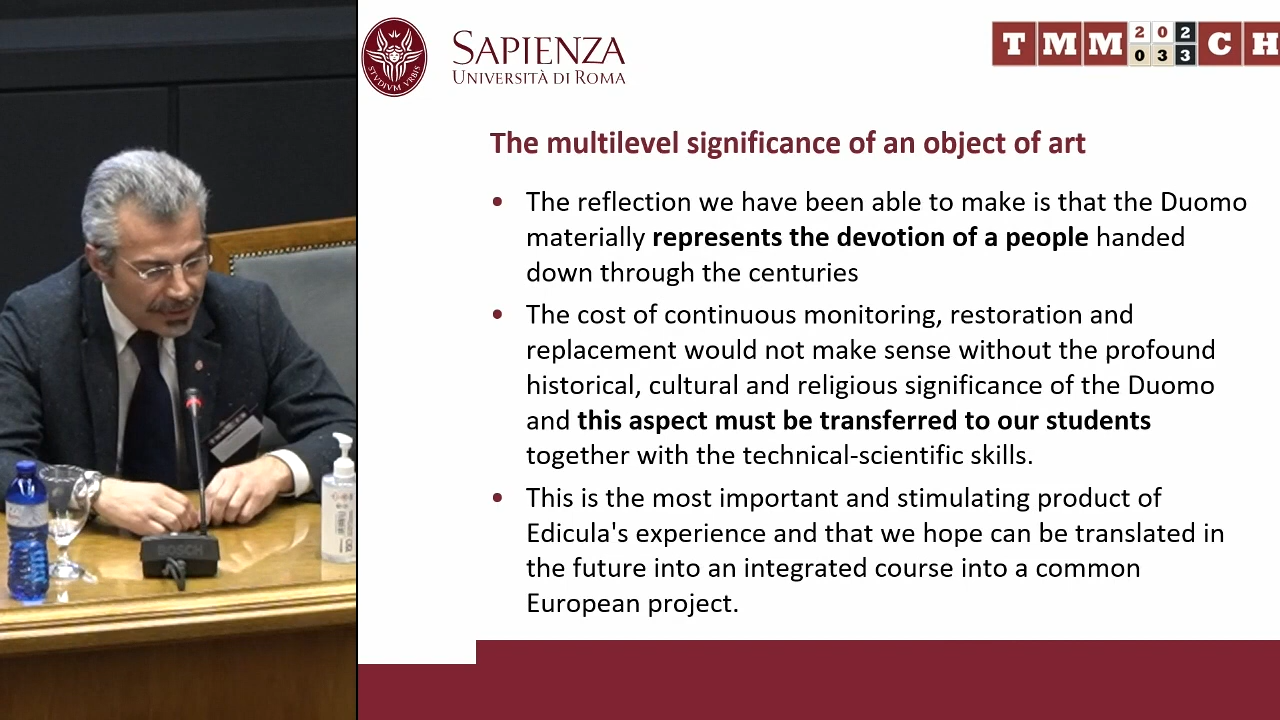 STVDIVM VRBIS
SAPIENZA
UNIVERSITÀ DI ROMA
TMM 2023 CH
033
The multilevel significance of an object of art
• The reflection we have been able to make is that the Duomo
materially represents the devotion of a people handed
down through the centuries
• The cost of continuous monitoring, restoration and
replacement would not make sense without the profound
historical, cultural and religious significance of the Duomo
and this aspect must be transferred to our students
together with the technical-scientific skills.
• This is the most important and stimulating product of
Edicula's experience and that we hope can be translated in
the future into an integrated course into a common
European project.
BOSCH